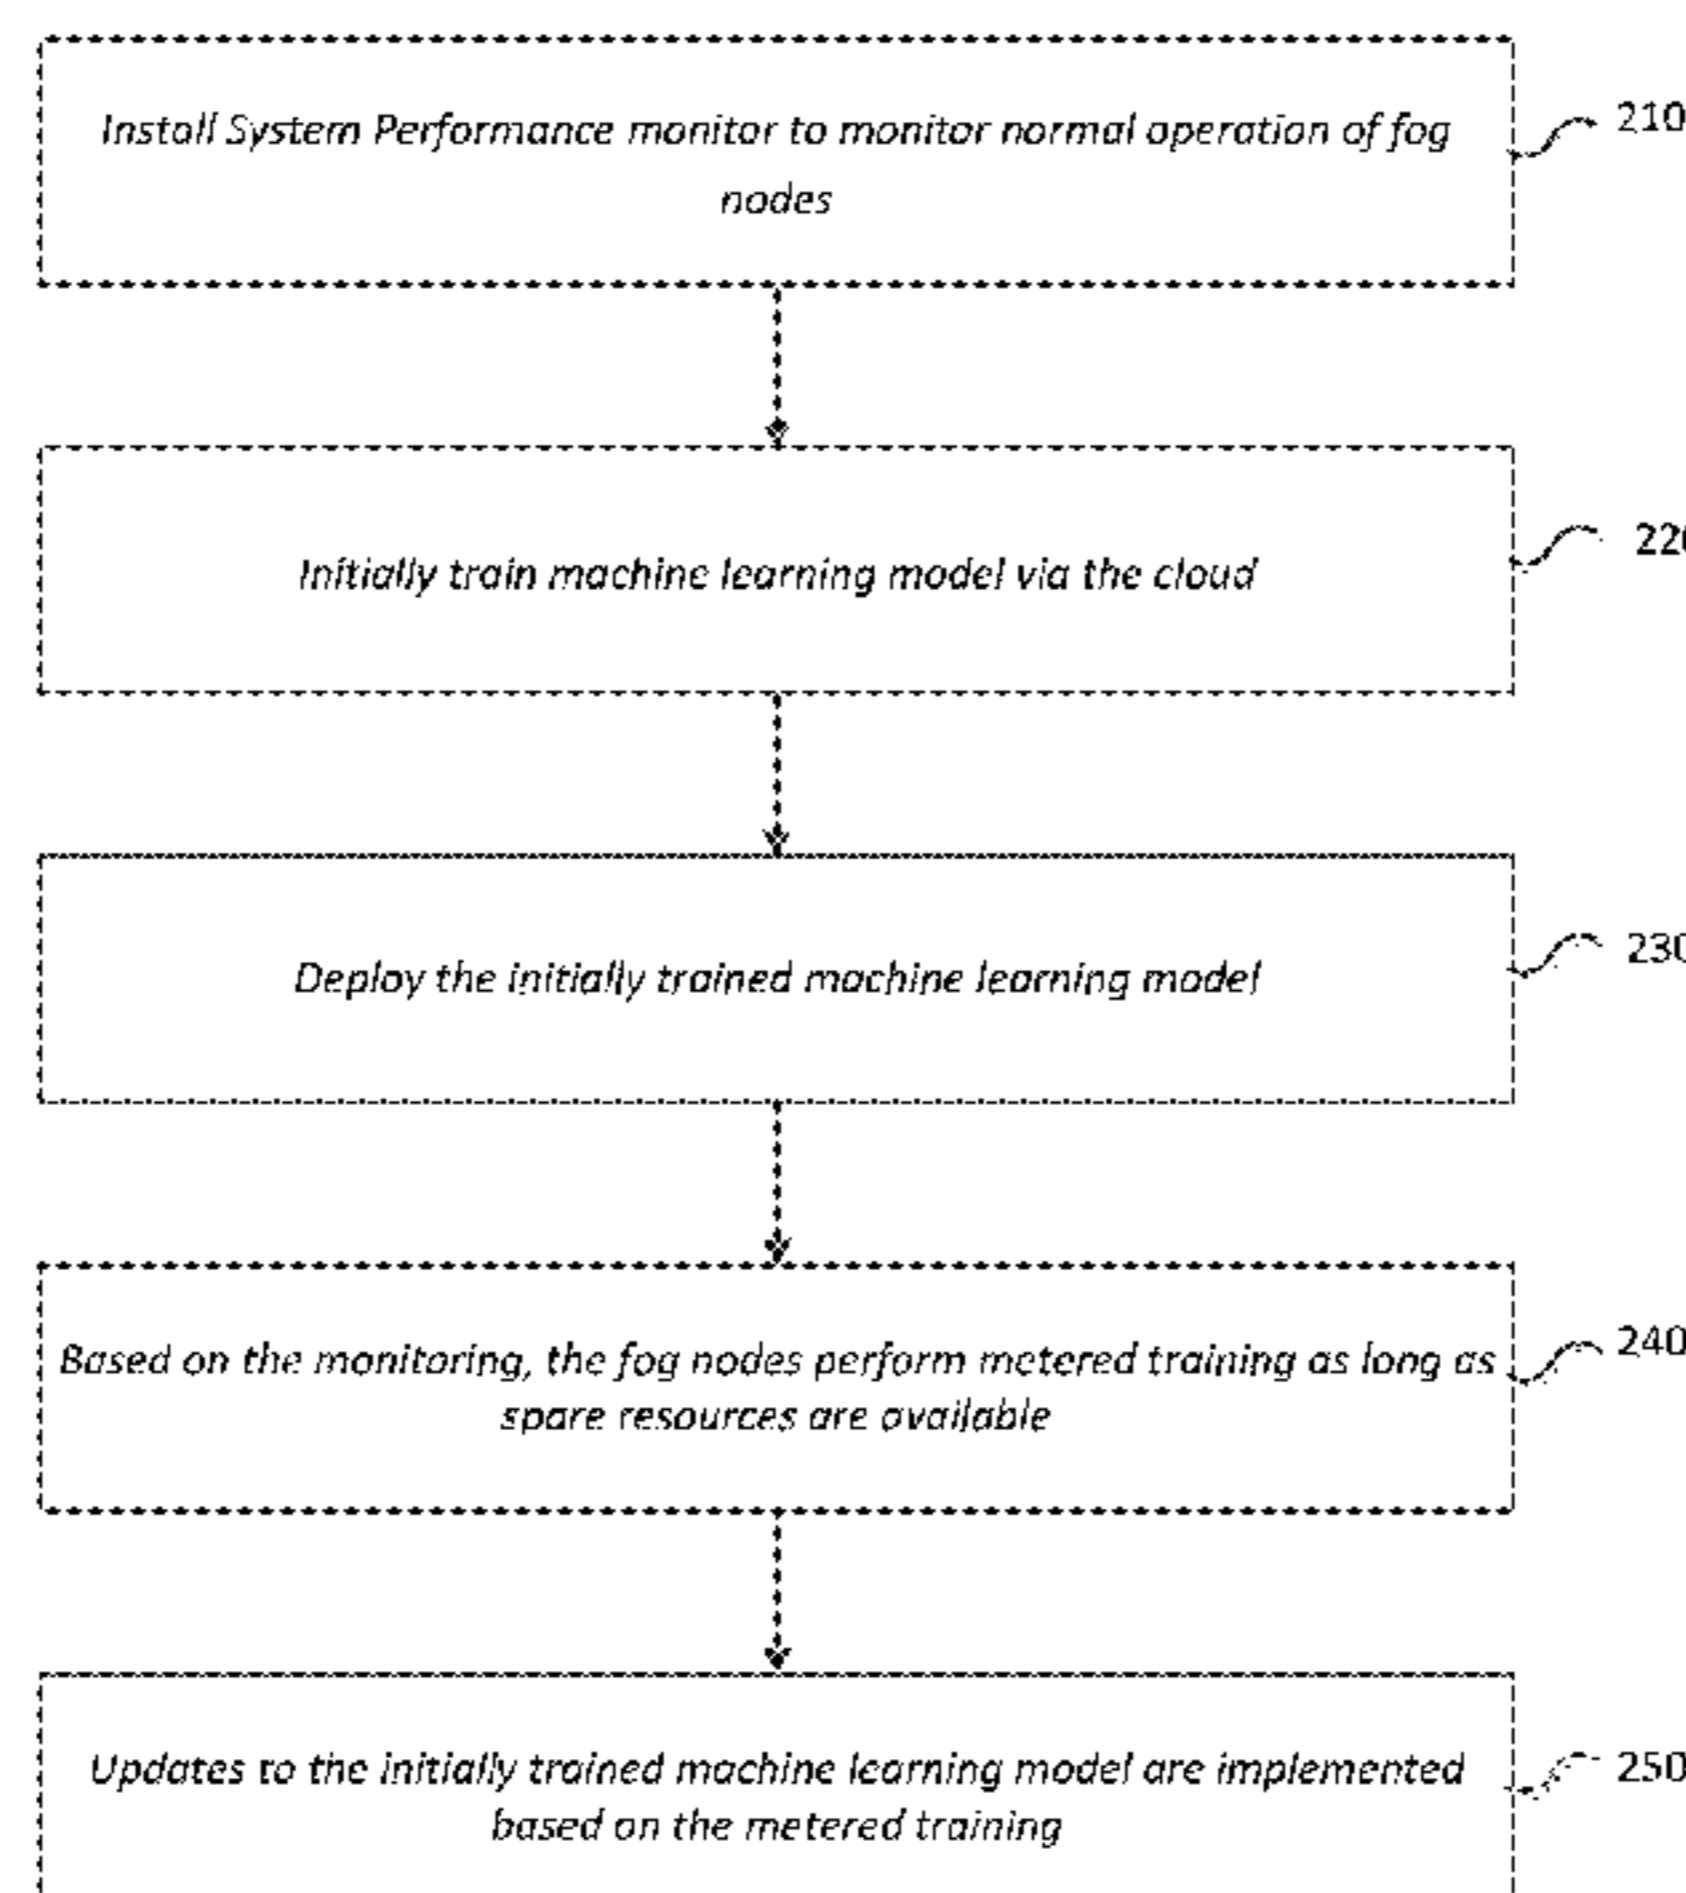 Install System Performance monitor to monitor normal operation of fog
nodes
210
Initially train machine learning model via the cloud
220
Deploy the initially trained machine learning model
230
Based on the monitoring, the fog nodes perform metered training as long as
spare resources are available
240
Updates to the initially trained machine learning model are implemented
based on the metered training
250